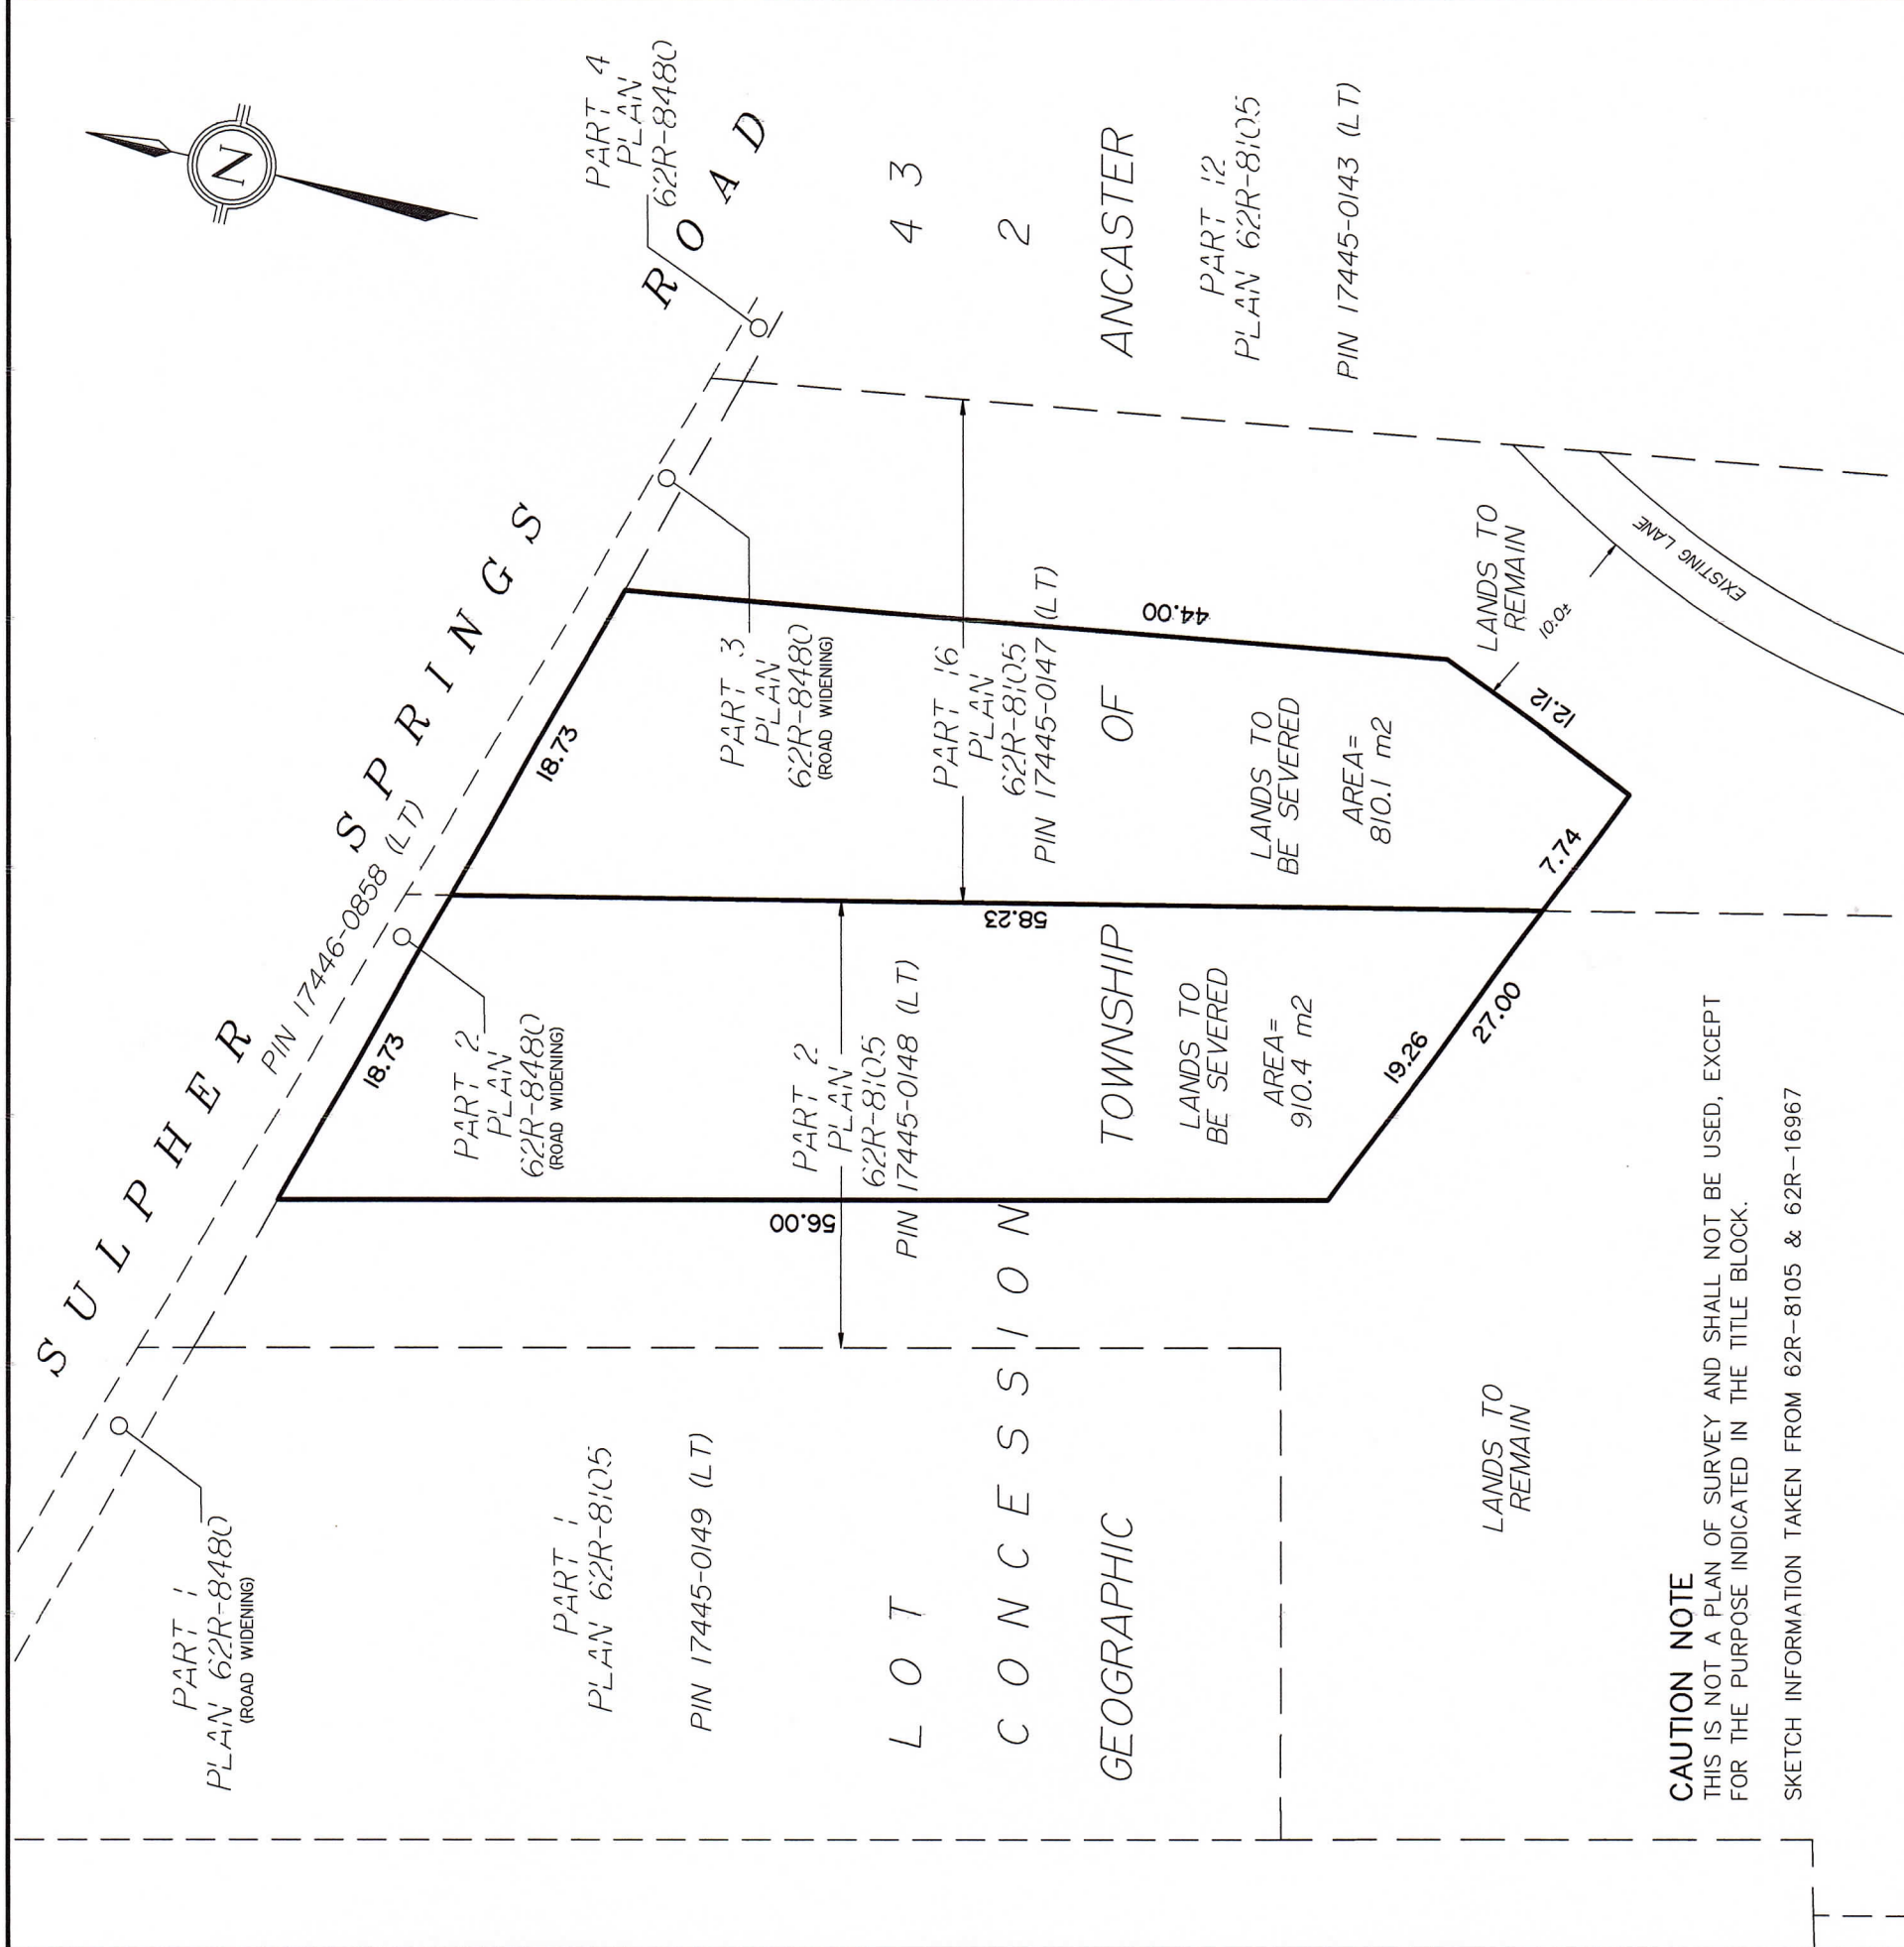 SULPHER SPRINGS ROAD
PIN 17446-0858 (LT)
N
PART 4
PLAN
62R-8480
PART 1
PLAN 62R-8480
(ROAD WIDENING)
PART 2
PLAN
62R-8480
(ROAD WIDENING)
PART 3
PLAN
62R-8480
(ROAD WIDENING)
18.73
18.73
PART 1
PLAN 62R-8105
PIN 17445-0149 (LT)
PART 2
PLAN
62R-8105
PIN 17445-0148 (LT)
PART 16
PLAN
62R-8105
PIN 17445-0147 (LT)
56.00
58.23
44.00
LOT 43
CONCESSION 2
GEOGRAPHIC TOWNSHIP OF ANCASTER
PART 12
PLAN 62R-8105
PIN 17445-0143 (LT)
LANDS TO
BE SEVERED
AREA=
910.4 m2
LANDS TO
BE SEVERED
AREA=
810.1 m2
19.26
27.00
7.74
12.12
LANDS TO
REMAIN
10.0±
EXISTING LANE
LANDS TO
REMAIN
CAUTION NOTE
THIS IS NOT A PLAN OF SURVEY AND SHALL NOT BE USED, EXCEPT
FOR THE PURPOSE INDICATED IN THE TITLE BLOCK.
SKETCH INFORMATION TAKEN FROM 62R-8105 & 62R-16967